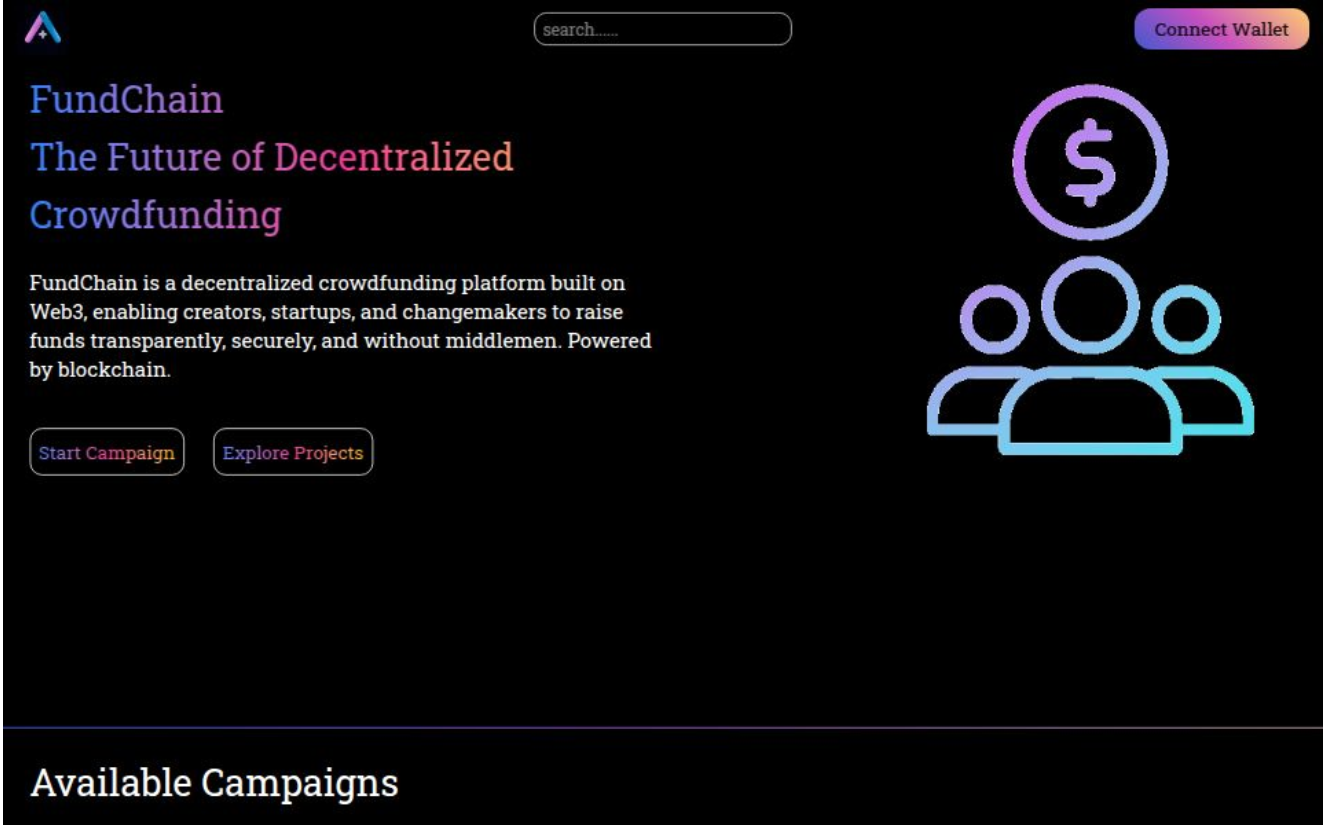 search......
Connect Wallet
FundChain
The Future of Decentralized
Crowdfunding
FundChain is a decentralized crowdfunding platform built on
Web3, enabling creators, startups, and changemakers to raise
funds transparently, securely, and without middlemen. Powered
by blockchain.
Start Campaign
Explore Projects
$
Available Campaigns